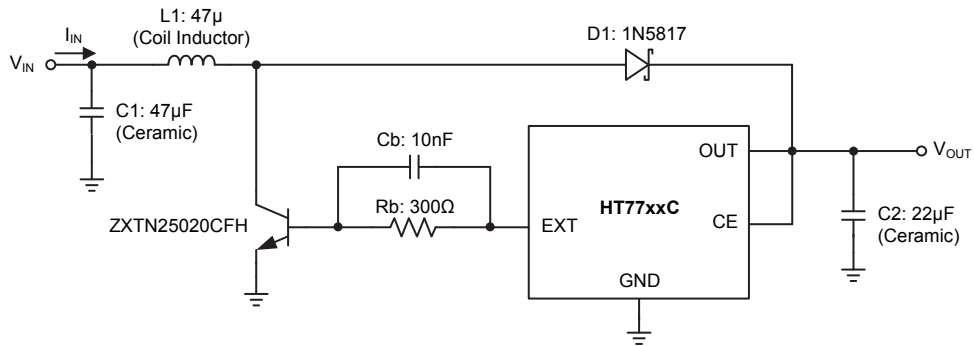 L1: 47µ
(Coil Inductor)
I_IN
V_IN
D1: 1N5817
C1: 47µF
(Ceramic)
Cb: 10nF
OUT
V_OUT
ZXTN25020CFH
Rb: 300Ω
EXT
HT77xxC
CE
C2: 22µF
(Ceramic)
GND